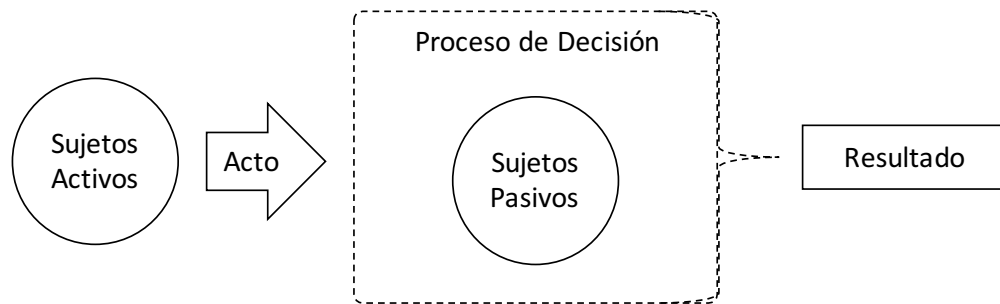 Proceso de Decisión
Sujetos
Activos
Acto
Sujetos
Pasivos
Resultado